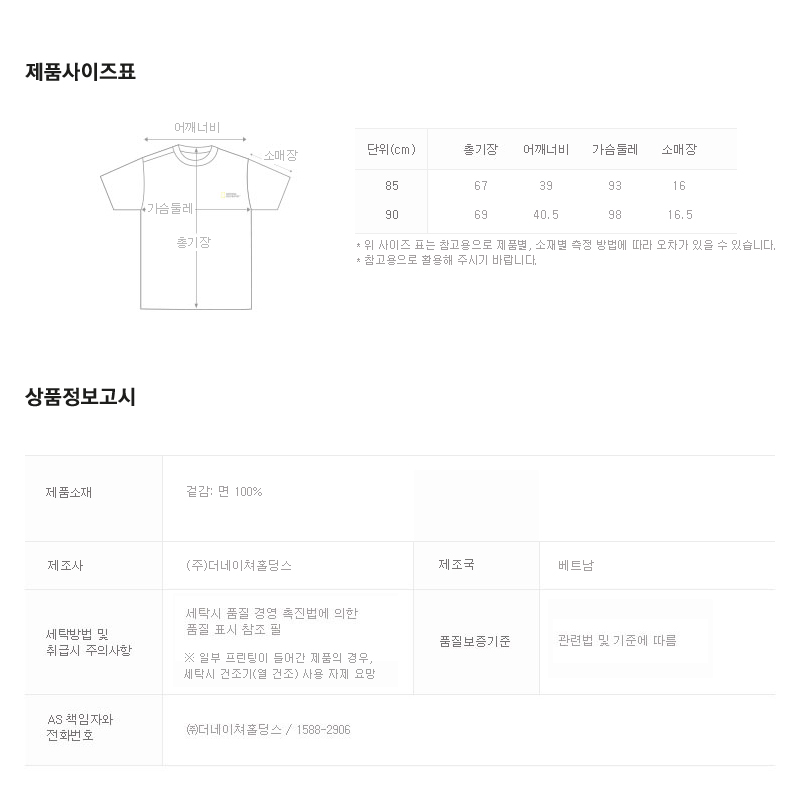 제품사이즈표
어깨너비
소매장
가슴둘레
총기장
단위(cm) 총기장 어깨너비 가슴둘레 소매장
85 67 39 93 16
90 69 40.5 98 16.5
* 위 사이즈 표는 참고용으로 제품별, 소재별 측정 방법에 따라 오차가 있을 수 있습니다.
* 참고용으로 활용해 주시기 바랍니다.
상품정보고시
제품소재 겉감: 면 100%
제조사 (주)더네이쳐홀딩스 제조국 베트남
세탁방법 및
취급시 주의사항
세탁시 품질 경영 촉진법에 의한
품질 표시 참조 필
※ 일부 프린팅이 들어간 제품의 경우,
세탁시 건조기(열 건조) 사용 자제 요망
품질보증기준 관련법 및 기준에 따름
AS 책임자와
전화번호
㈜더네이쳐홀딩스 / 1588-2906